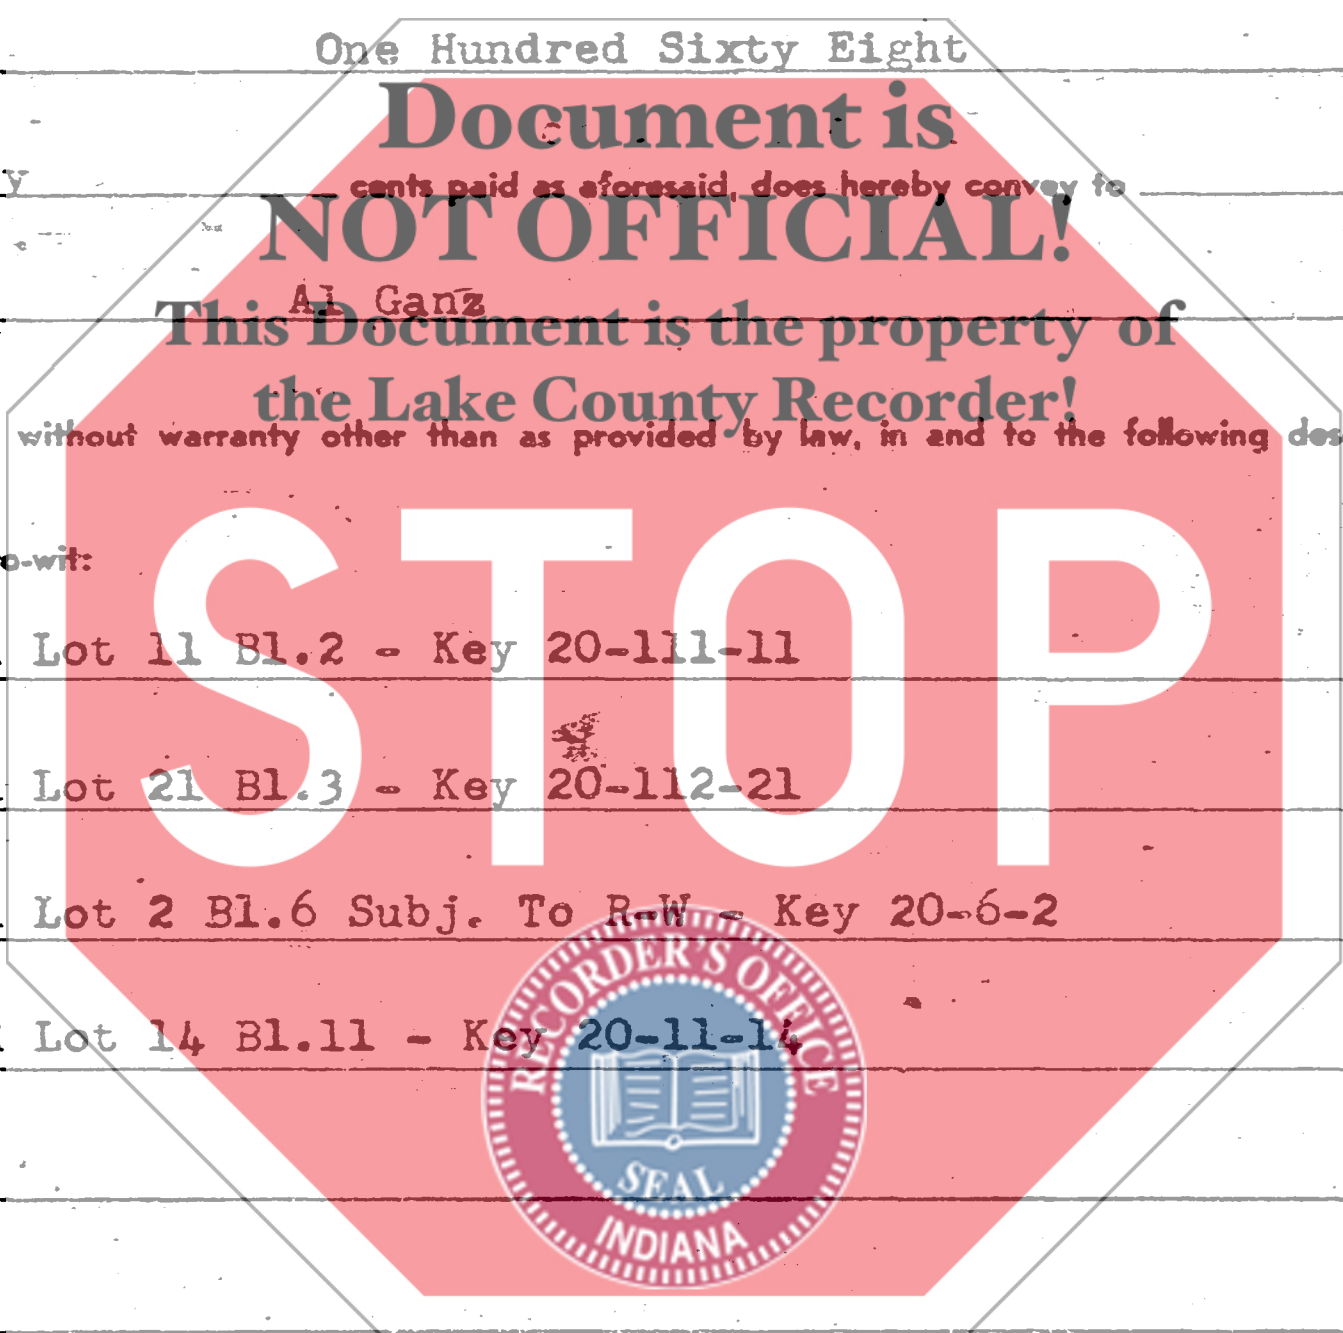 One Hundred Sixty Eight
Document is
y
cents paid as aforesaid, does hereby convey to
NOT OFFICIAL!
Al Ganz
This Document is the property of
the Lake County Recorder!
without warranty other than as provided by law, in and to the following des
o-wit:
STOP
Lot 11 Bl.2 - Key 20-111-11
Lot 21 Bl.3 - Key 20-112-21
Lot 2 Bl.6 Subj. To R-W - Key 20-6-2
Lot 14 Bl.11 - Key 20-11-14
RECORDER'S OFFICE
SEAL
INDIANA